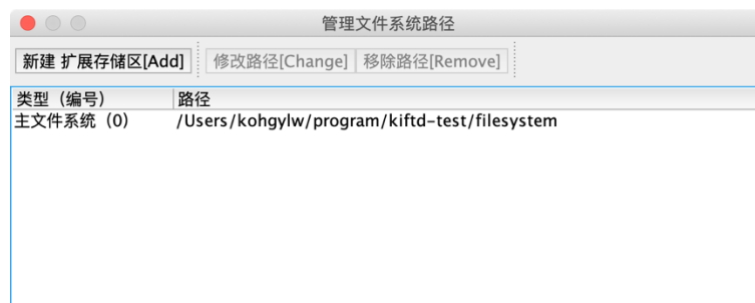 管理文件系统路径
新建 扩展存储区[Add] 修改路径[Change] 移除路径[Remove]
类型（编号） 路径
主文件系统（0） /Users/kohgylw/program/kiftd-test/filesystem